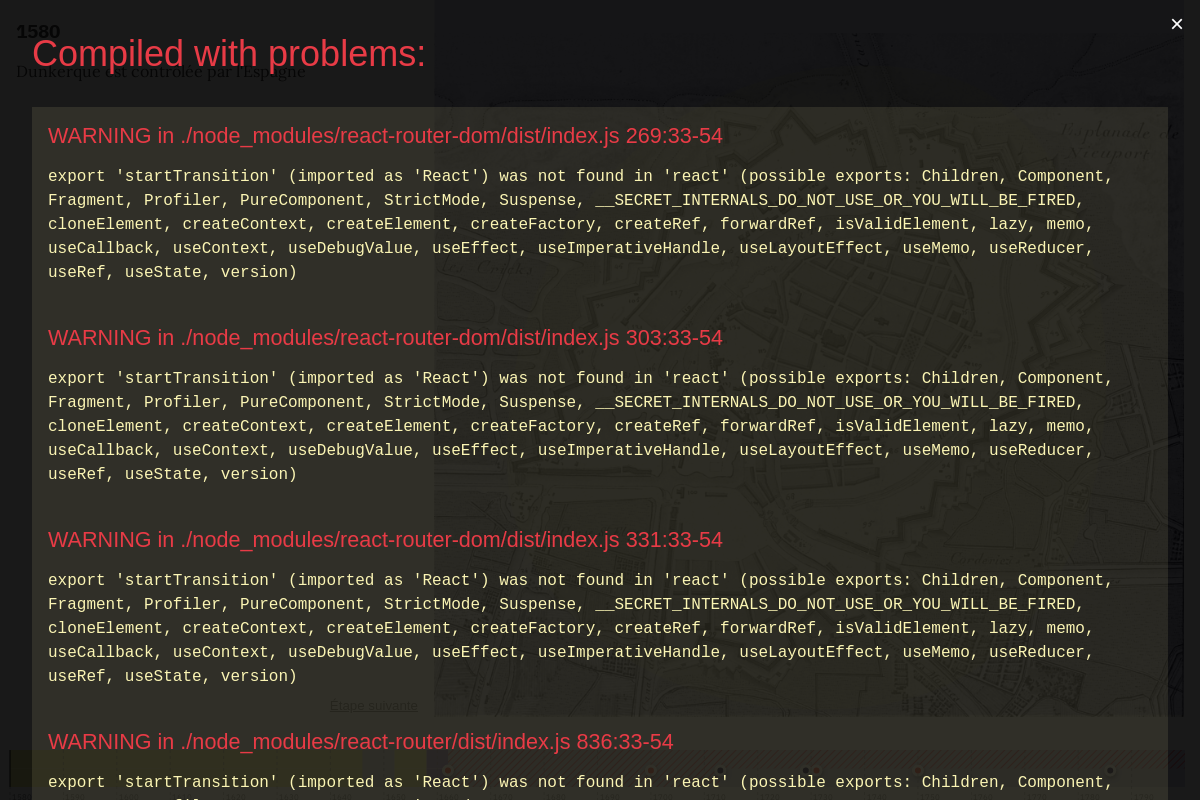 ×
1580
Compiled with problems:
Dunkerque est contrôlée par l'Espagne
WARNING in ./node_modules/react-router-dom/dist/index.js 269:33-54
Esplanade de
Nieuport
export 'startTransition' (imported as 'React') was not found in 'react' (possible exports: Children, Component,
Fragment, Profiler, PureComponent, StrictMode, Suspense, __SECRET_INTERNALS_DO_NOT_USE_OR_YOU_WILL_BE_FIRED,
cloneElement, createContext, createElement, createFactory, createRef, forwardRef, isValidElement, lazy, memo,
useCallback, useContext, useDebugValue, useEffect, useImperativeHandle, useLayoutEffect, useMemo, useReducer,
useRef, useState, version)
WARNING in ./node_modules/react-router-dom/dist/index.js 303:33-54
export 'startTransition' (imported as 'React') was not found in 'react' (possible exports: Children, Component,
Fragment, Profiler, PureComponent, StrictMode, Suspense, __SECRET_INTERNALS_DO_NOT_USE_OR_YOU_WILL_BE_FIRED,
cloneElement, createContext, createElement, createFactory, createRef, forwardRef, isValidElement, lazy, memo,
useCallback, useContext, useDebugValue, useEffect, useImperativeHandle, useLayoutEffect, useMemo, useReducer,
useRef, useState, version)
WARNING in ./node_modules/react-router-dom/dist/index.js 331:33-54
export 'startTransition' (imported as 'React') was not found in 'react' (possible exports: Children, Component,
Fragment, Profiler, PureComponent, StrictMode, Suspense, __SECRET_INTERNALS_DO_NOT_USE_OR_YOU_WILL_BE_FIRED,
cloneElement, createContext, createElement, createFactory, createRef, forwardRef, isValidElement, lazy, memo,
useCallback, useContext, useDebugValue, useEffect, useImperativeHandle, useLayoutEffect, useMemo, useReducer,
useRef, useState, version)
Étape suivante
WARNING in ./node_modules/react-router/dist/index.js 836:33-54
export 'startTransition' (imported as 'React') was not found in 'react' (possible exports: Children, Component,